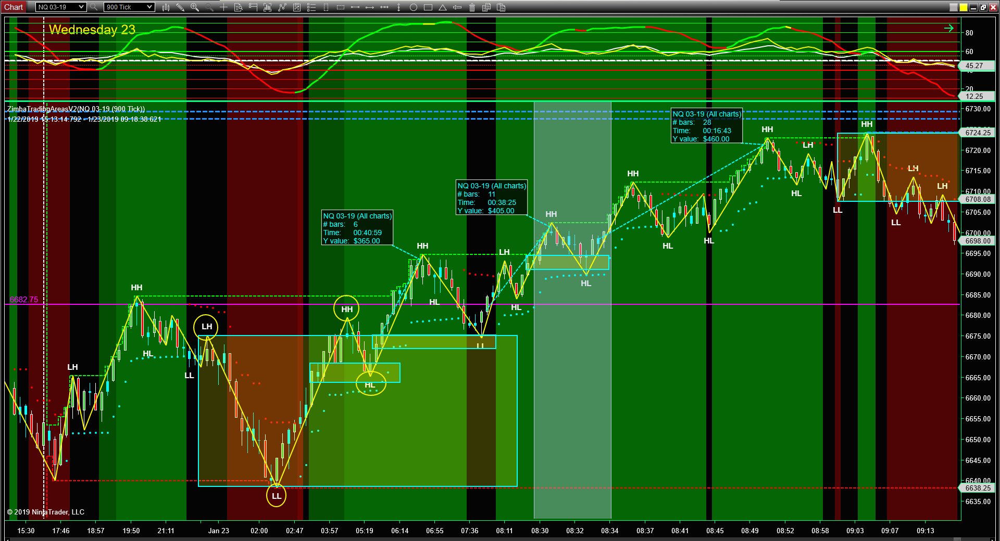 Chart
NQ 03-19
900 Tick
Wednesday 23
80
60
45.27
20
12.25
ZimbaTradingAreasV2(NQ 03-19 (900 Tick))
1/22/2019 15:13:14.792 - 1/23/2019 09:18:38.621
6730.00
NQ 03-19 (All charts)
# bars: 28
Time: 00:16:43
Y value: $460.00
HH
HH
6724.25
LH
6720.00
LH
6715.00
HH
NQ 03-19 (All charts)
# bars: 11
Time: 00:38:25
Y value: $405.00
LH
HL
6710.00
6708.08
LL
6705.00
NQ 03-19 (All charts)
# bars: 6
Time: 00:40:59
Y value: $365.00
HH
LL
6700.00
HL
6698.00
HH
HL
LH
6695.00
6690.00
HL
HH
6685.00
6682.75
HL
HL
HH
6680.00
LH
6675.00
LL
HL
6670.00
LH
LL
6665.00
HL
6660.00
6655.00
6650.00
6645.00
6640.00
6638.25
LL
6635.00
© 2019 NinjaTrader, LLC
15:30 17:46 18:57 19:50 21:11 Jan 23 02:00 02:47 03:57 05:19 06:14 06:55 07:36 08:11 08:30 08:32 08:34 08:37 08:41 08:45 08:49 08:52 08:58 09:03 09:07 09:13